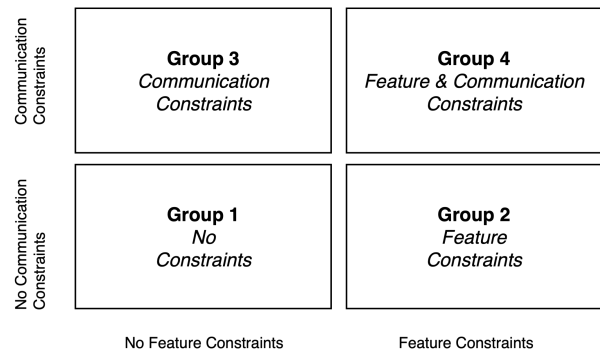 Communication
Constraints
Group 3
Communication
Constraints
Group 4
Feature & Communication
Constraints
No Communication
Constraints
Group 1
No
Constraints
Group 2
Feature
Constraints
No Feature Constraints
Feature Constraints